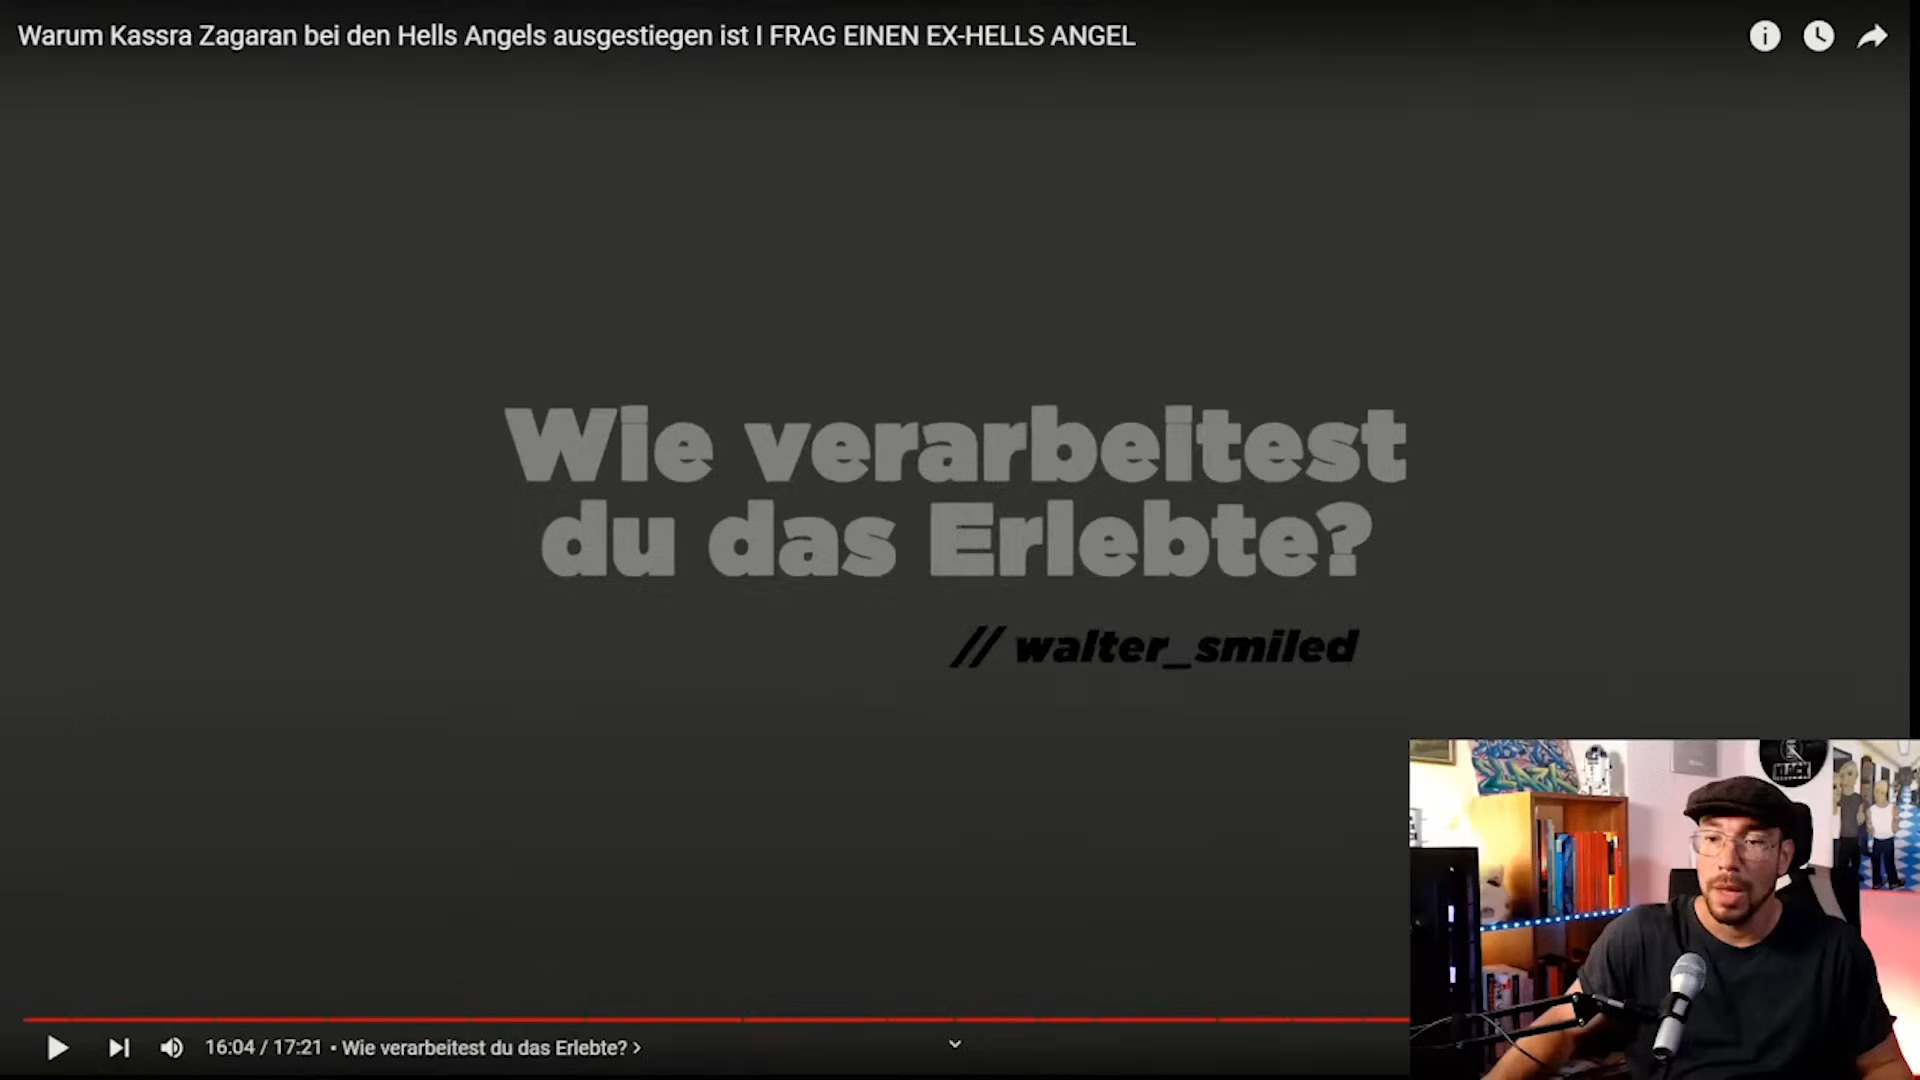 Warum Kassra Zagaran bei den Hells Angels ausgestiegen ist I FRAG EINEN EX-HELLS ANGEL
Wie verarbeitest
du das Erlebte?
// walter_smiled
16:04 / 17:21 • Wie verarbeitest du das Erlebte? >